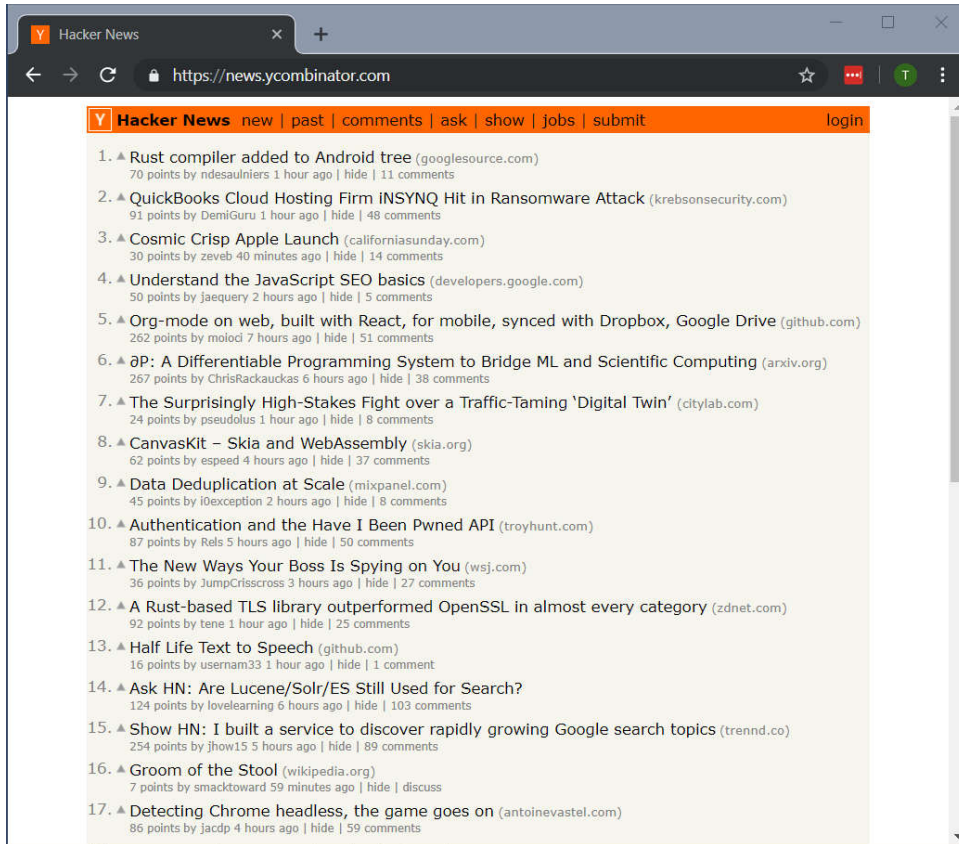 Y Hacker News
https://news.ycombinator.com T
Y Hacker News new | past | comments | ask | show | jobs | submit login
1. Rust compiler added to Android tree (googlesource.com)
70 points by ndesaulniers 1 hour ago | hide | 11 comments
2. QuickBooks Cloud Hosting Firm iNSYNQ Hit in Ransomware Attack (krebsonsecurity.com)
91 points by DemiGuru 1 hour ago | hide | 48 comments
3. Cosmic Crisp Apple Launch (californiasunday.com)
30 points by zeveb 40 minutes ago | hide | 14 comments
4. Understand the JavaScript SEO basics (developers.google.com)
50 points by jaequery 2 hours ago | hide | 5 comments
5. Org-mode on web, built with React, for mobile, synced with Dropbox, Google Drive (github.com)
262 points by moloci 7 hours ago | hide | 51 comments
6. ∂P: A Differentiable Programming System to Bridge ML and Scientific Computing (arxiv.org)
267 points by ChrisRackauckas 6 hours ago | hide | 38 comments
7. The Surprisingly High-Stakes Fight over a Traffic-Taming ‘Digital Twin’ (citylab.com)
24 points by pseudolus 1 hour ago | hide | 8 comments
8. CanvasKit – Skia and WebAssembly (skia.org)
62 points by espeed 4 hours ago | hide | 37 comments
9. Data Deduplication at Scale (mixpanel.com)
45 points by i0exception 2 hours ago | hide | 8 comments
10. Authentication and the Have I Been Pwned API (troyhunt.com)
87 points by Rels 5 hours ago | hide | 50 comments
11. The New Ways Your Boss Is Spying on You (wsj.com)
36 points by JumpCrisscross 3 hours ago | hide | 27 comments
12. A Rust-based TLS library outperformed OpenSSL in almost every category (zdnet.com)
92 points by tene 1 hour ago | hide | 25 comments
13. Half Life Text to Speech (github.com)
16 points by usernam33 1 hour ago | hide | 1 comment
14. Ask HN: Are Lucene/Solr/ES Still Used for Search?
124 points by lovelearning 6 hours ago | hide | 103 comments
15. Show HN: I built a service to discover rapidly growing Google search topics (trennd.co)
254 points by jhow15 5 hours ago | hide | 89 comments
16. Groom of the Stool (wikipedia.org)
7 points by smacktoward 59 minutes ago | hide | discuss
17. Detecting Chrome headless, the game goes on (antoinevastel.com)
86 points by jacdp 4 hours ago | hide | 59 comments